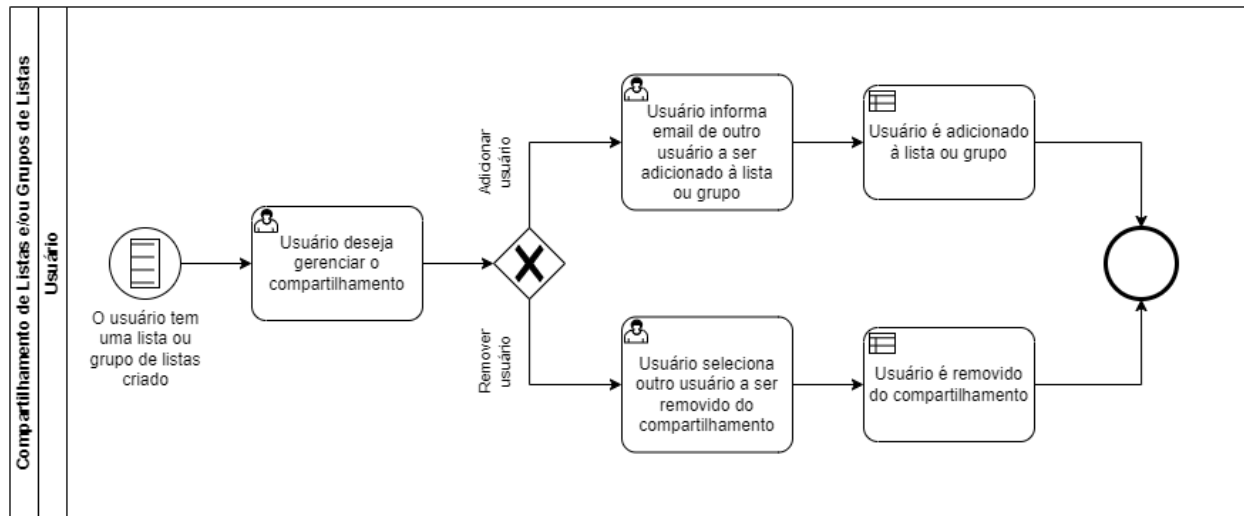 Compartilhamento de Listas e/ou Grupos de Listas
Usuário
O usuário tem
uma lista ou
grupo de listas
criado
Usuário deseja
gerenciar o
compartilhamento
Adicionar
usuário
Usuário informa
email de outro
usuário a ser
adicionado à lista
ou grupo
Usuário é adicionado
à lista ou grupo
Remover
usuário
Usuário seleciona
outro usuário a ser
removido do
compartilhamento
Usuário é removido
do compartilhamento